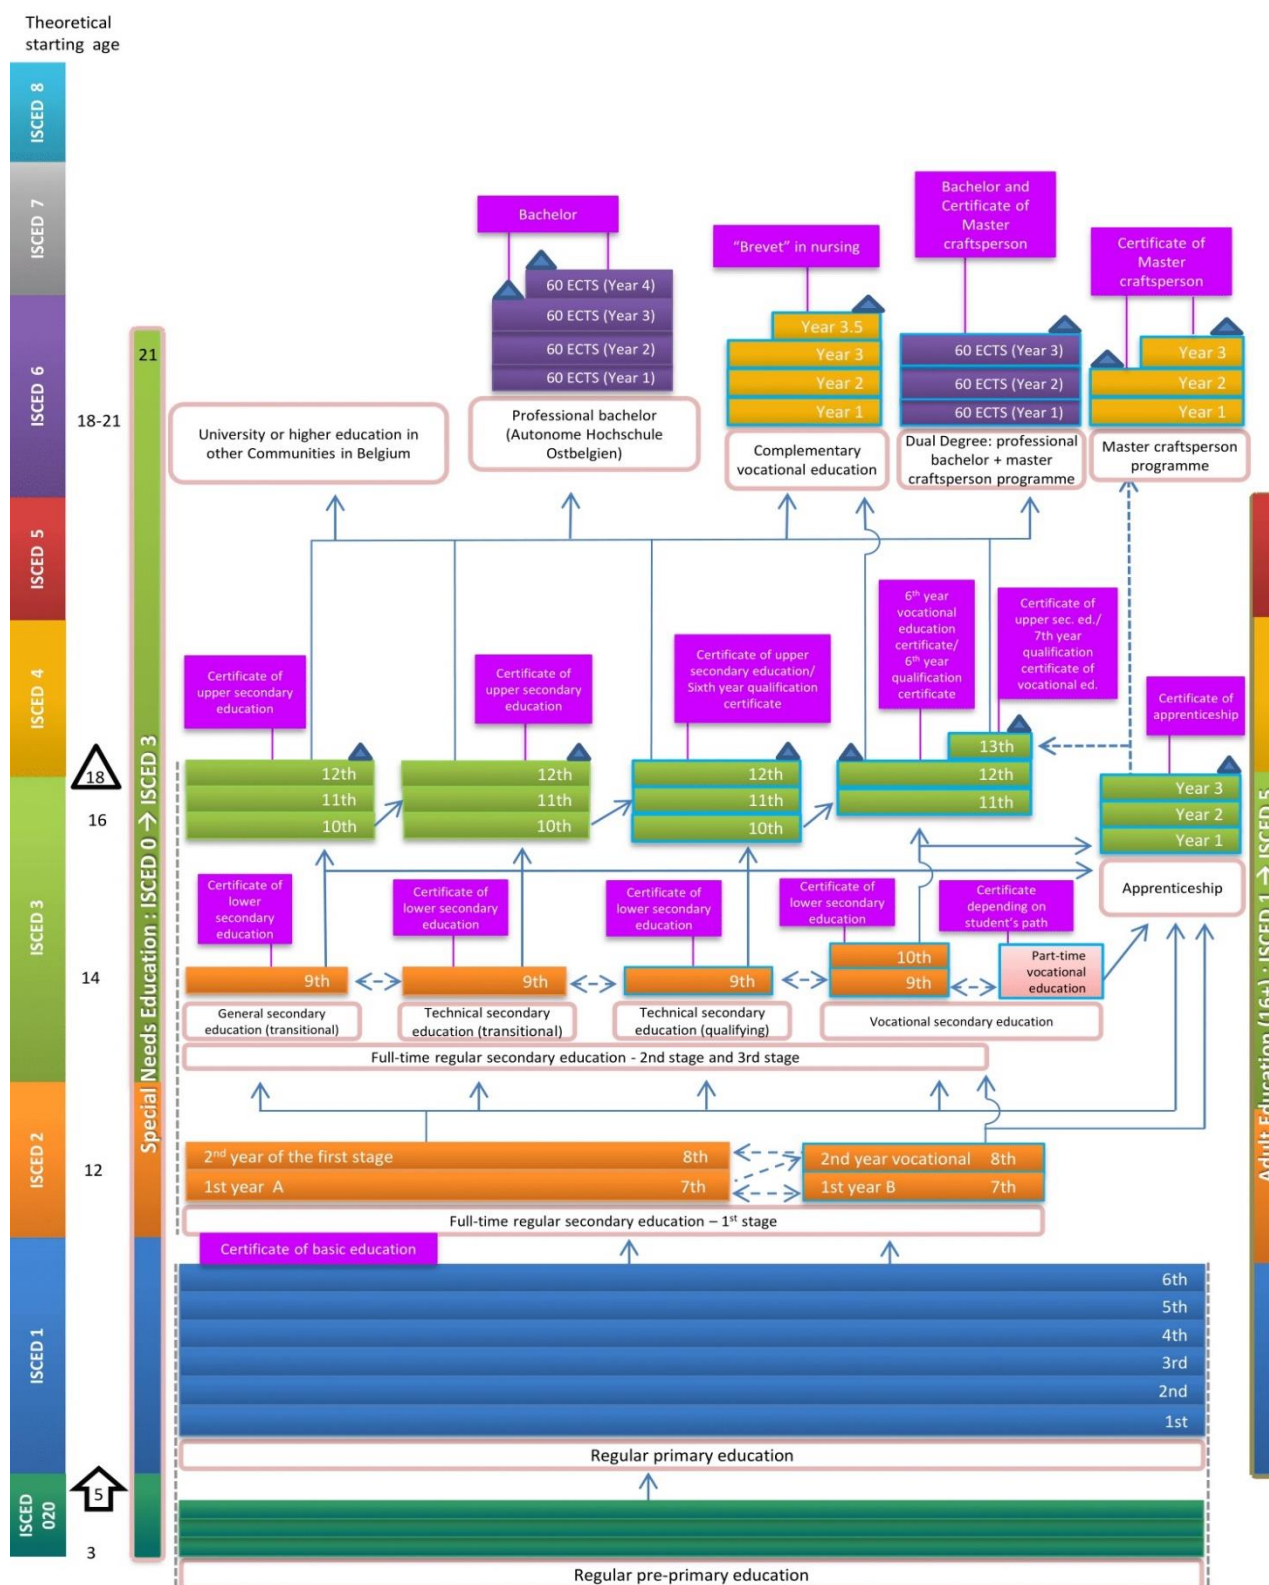 Theoretical
starting age
ISCED 8
ISCED 7
ISCED 6
ISCED 5
ISCED 4
ISCED 3
ISCED 2
ISCED 1
ISCED
020
18-21
18
16
14
12
5
3
21
Special Needs Education : ISCED 0 → ISCED 3
Adult Education (16+) : ISCED 1 → ISCED 5
Bachelor
60 ECTS (Year 4)
60 ECTS (Year 3)
60 ECTS (Year 2)
60 ECTS (Year 1)
"Brevet" in nursing
Year 3.5
Year 3
Year 2
Year 1
Bachelor and
Certificate of
Master
craftsperson
60 ECTS (Year 3)
60 ECTS (Year 2)
60 ECTS (Year 1)
Certificate of
Master
craftsperson
Year 3
Year 2
Year 1
University or higher education in
other Communities in Belgium
Professional bachelor
(Autonome Hochschule
Ostbelgien)
Complementary
vocational education
Dual Degree: professional
bachelor + master
craftsperson programme
Master craftsperson
programme
Certificate of
upper secondary
education
Certificate of
upper secondary
education
Certificate of upper
secondary education/
Sixth year qualification
certificate
6th year
vocational
education
certificate/
6th year
qualification
certificate
Certificate of
upper sec. ed./
7th year
qualification
certificate of
vocational ed.
Certificate of
apprenticeship
12th
11th
10th
12th
11th
10th
12th
11th
10th
13th
12th
11th
Year 3
Year 2
Year 1
Apprenticeship
Certificate of
lower
secondary
education
Certificate of
lower secondary
education
Certificate of
lower secondary
education
Certificate of
lower secondary
education
Certificate
depending on
student's path
9th
9th
9th
10th
9th
Part-time
vocational
education
General secondary
education (transitional)
Technical secondary
education (transitional)
Technical secondary
education (qualifying)
Vocational secondary education
Full-time regular secondary education - 2nd stage and 3rd stage
2nd year of the first stage 8th
1st year A 7th
2nd year vocational 8th
1st year B 7th
Full-time regular secondary education – 1st stage
Certificate of basic education
6th
5th
4th
3rd
2nd
1st
Regular primary education
Regular pre-primary education